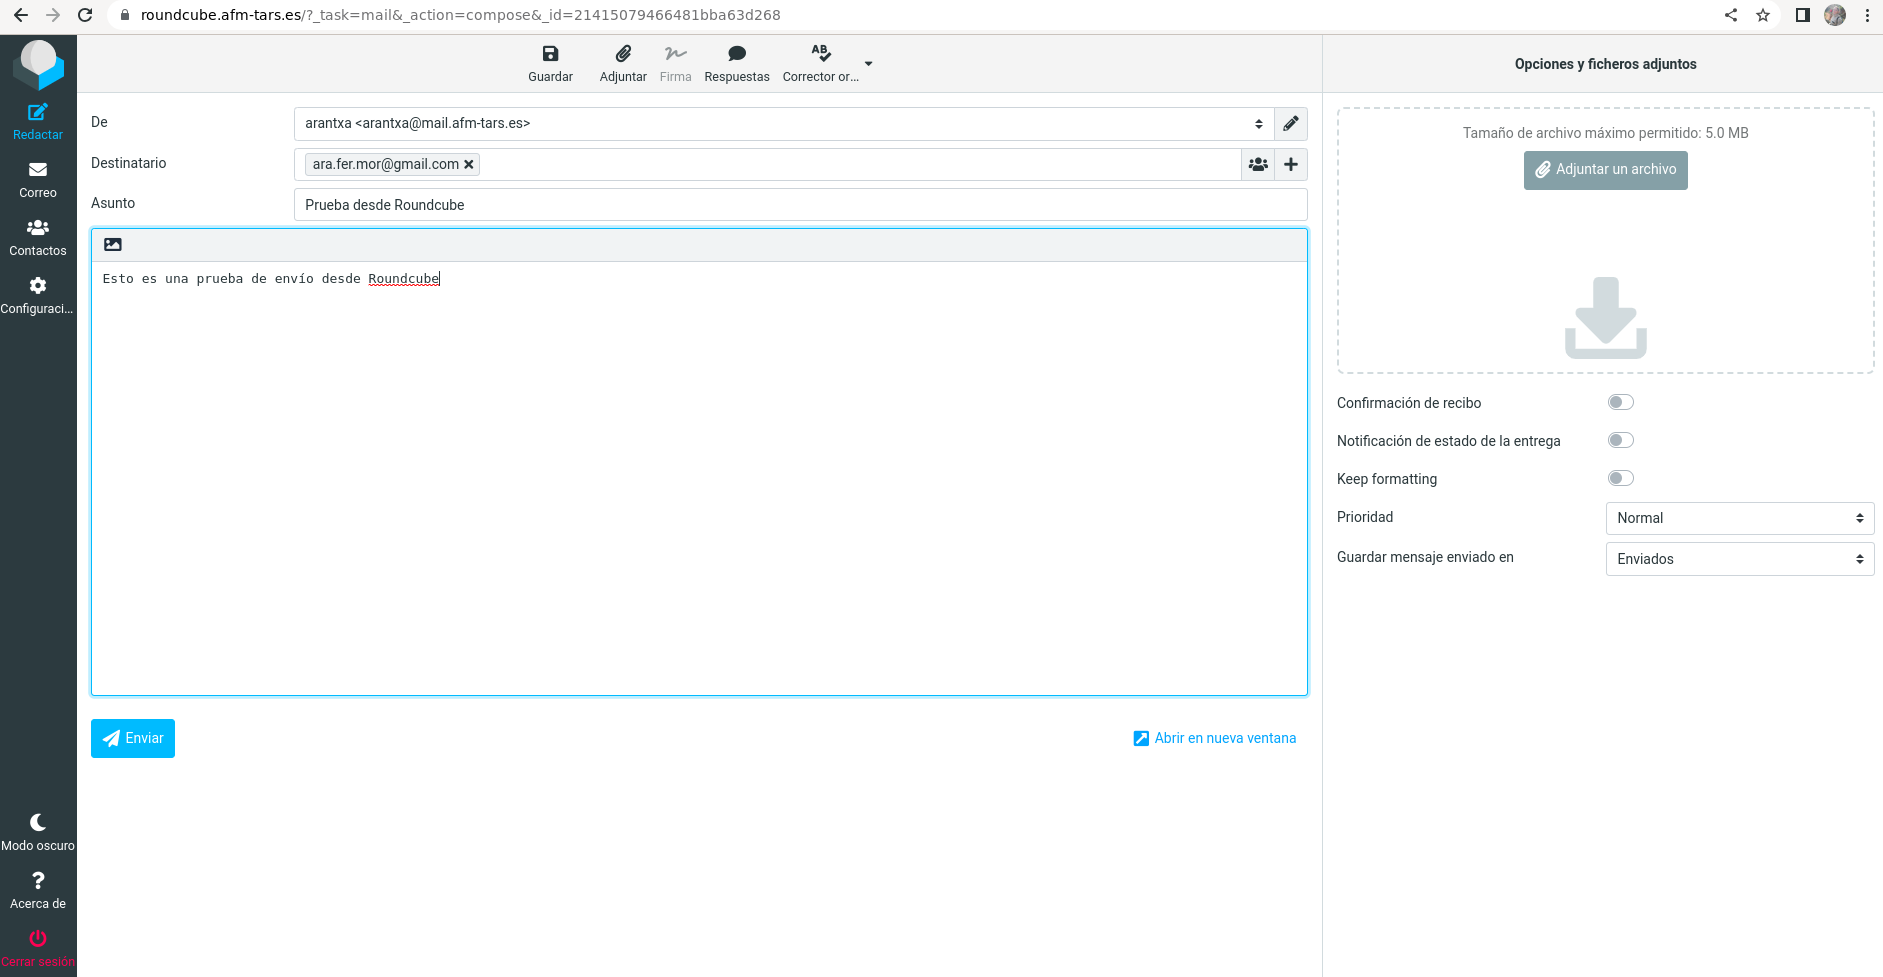 roundcube.afm-tars.es/?_task=mail&_action=compose&_id=21415079466481bba63d268
Redactar
Correo
Contactos
Configuraci...
Modo oscuro
Acerca de
Cerrar sesión
Guardar
Adjuntar
Firma
Respuestas
AB
Corrector or...
De
arantxa <arantxa@mail.afm-tars.es>
Destinatario
ara.fer.mor@gmail.com
Asunto
Prueba desde Roundcube
Esto es una prueba de envío desde Roundcube
Enviar
Abrir en nueva ventana
Opciones y ficheros adjuntos
Tamaño de archivo máximo permitido: 5.0 MB
Adjuntar un archivo
Confirmación de recibo
Notificación de estado de la entrega
Keep formatting
Prioridad
Normal
Guardar mensaje enviado en
Enviados